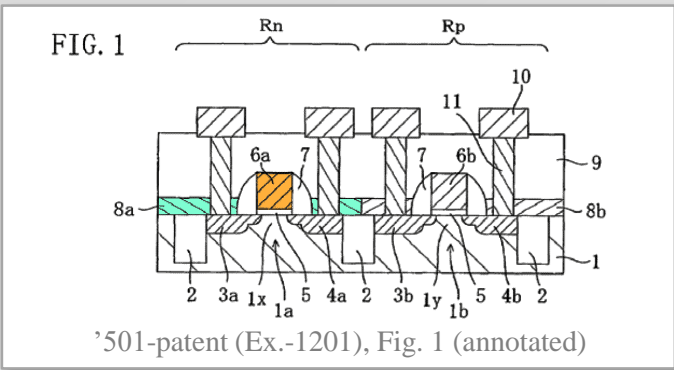 Rn Rp
FIG. 1
10
11
6a 7 7 6b
9
8a 8b
2 3a 1x 5 4a 2 3b 1y 5 4b 2 1
1a 1b
’501-patent (Ex.-1201), Fig. 1 (annotated)